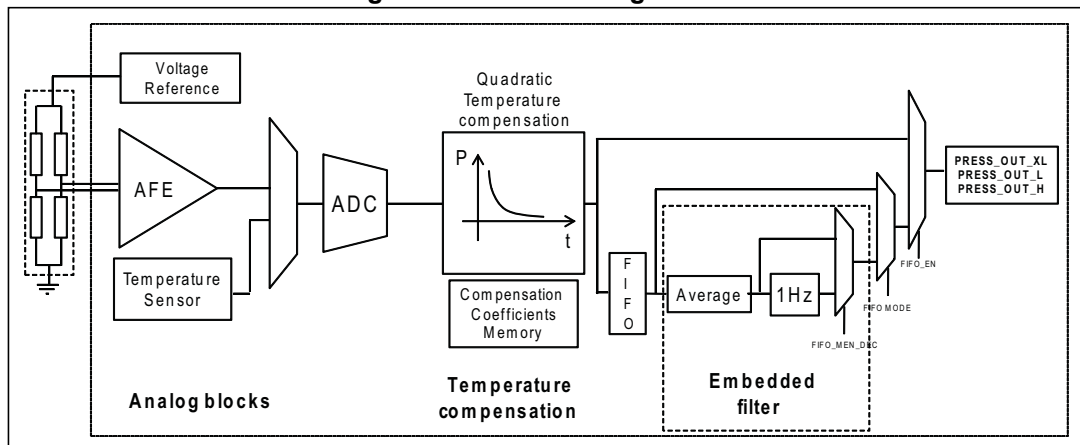 Voltage
Reference
Quadratic
Temperature
compensation
P
t
AFE
ADC
Temperature
Sensor
Compensation
Coefficients
Memory
F
I
F
O
Average
1Hz
PRESS_OUT_XL
PRESS_OUT_L
PRESS_OUT_H
FIFO_EN
FIFO MODE
FIFO_MEN_DEC
Analog blocks
Temperature
compensation
Embedded
filter